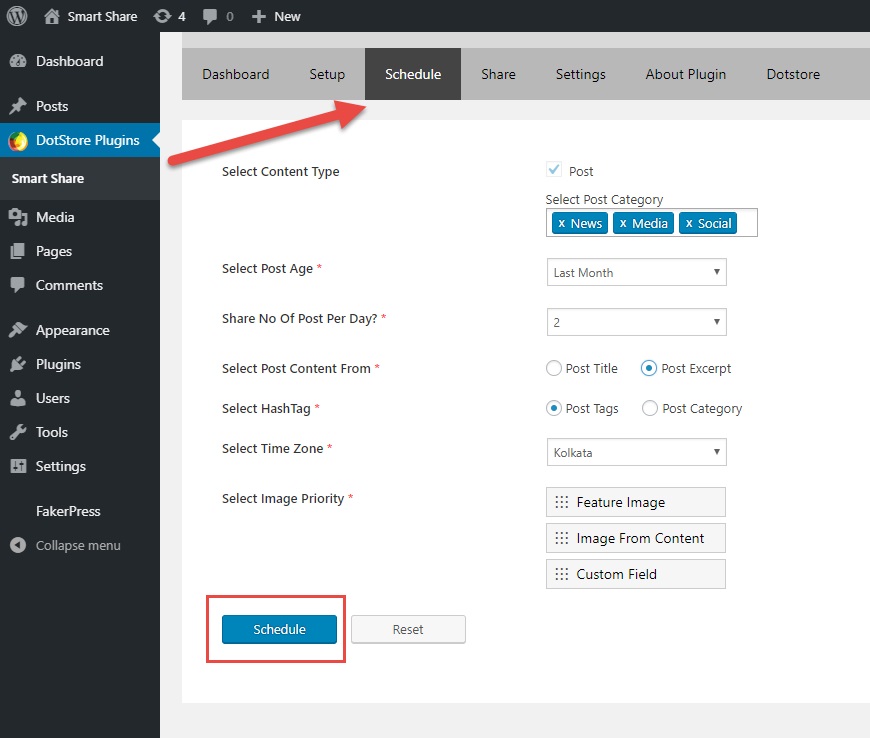 Smart Share 4 0 New
Dashboard
Posts
DotStore Plugins
Smart Share
Media
Pages
Comments
Appearance
Plugins
Users
Tools
Settings
FakerPress
Collapse menu
Dashboard Setup Schedule Share Settings About Plugin Dotstore
Select Content Type Post
Select Post Category
x News x Media x Social
Select Post Age * Last Month
Share No Of Post Per Day? * 2
Select Post Content From * Post Title Post Excerpt
Select HashTag * Post Tags Post Category
Select Time Zone * Kolkata
Select Image Priority * Feature Image
Image From Content
Custom Field
Schedule Reset